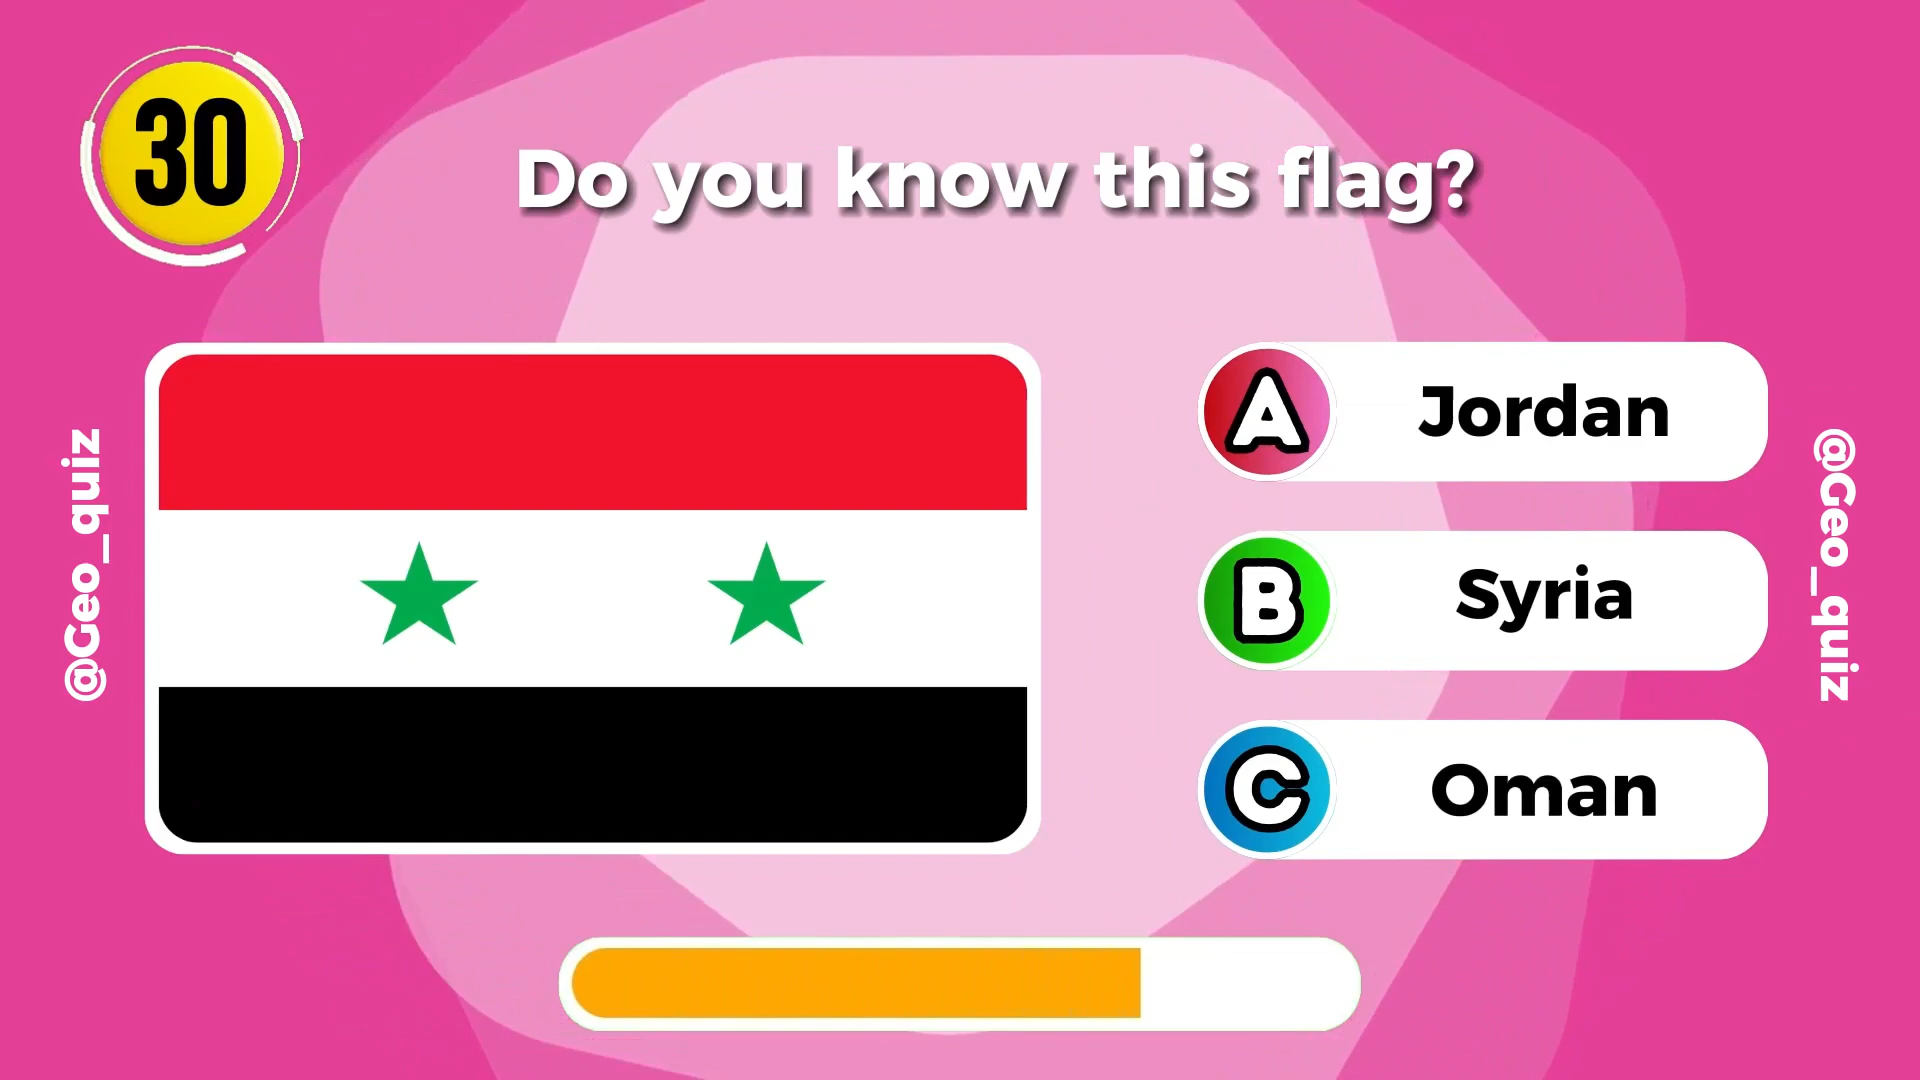 30
Do you know this flag?
@Geo_quiz
A Jordan
B Syria
C Oman
@Geo_quiz